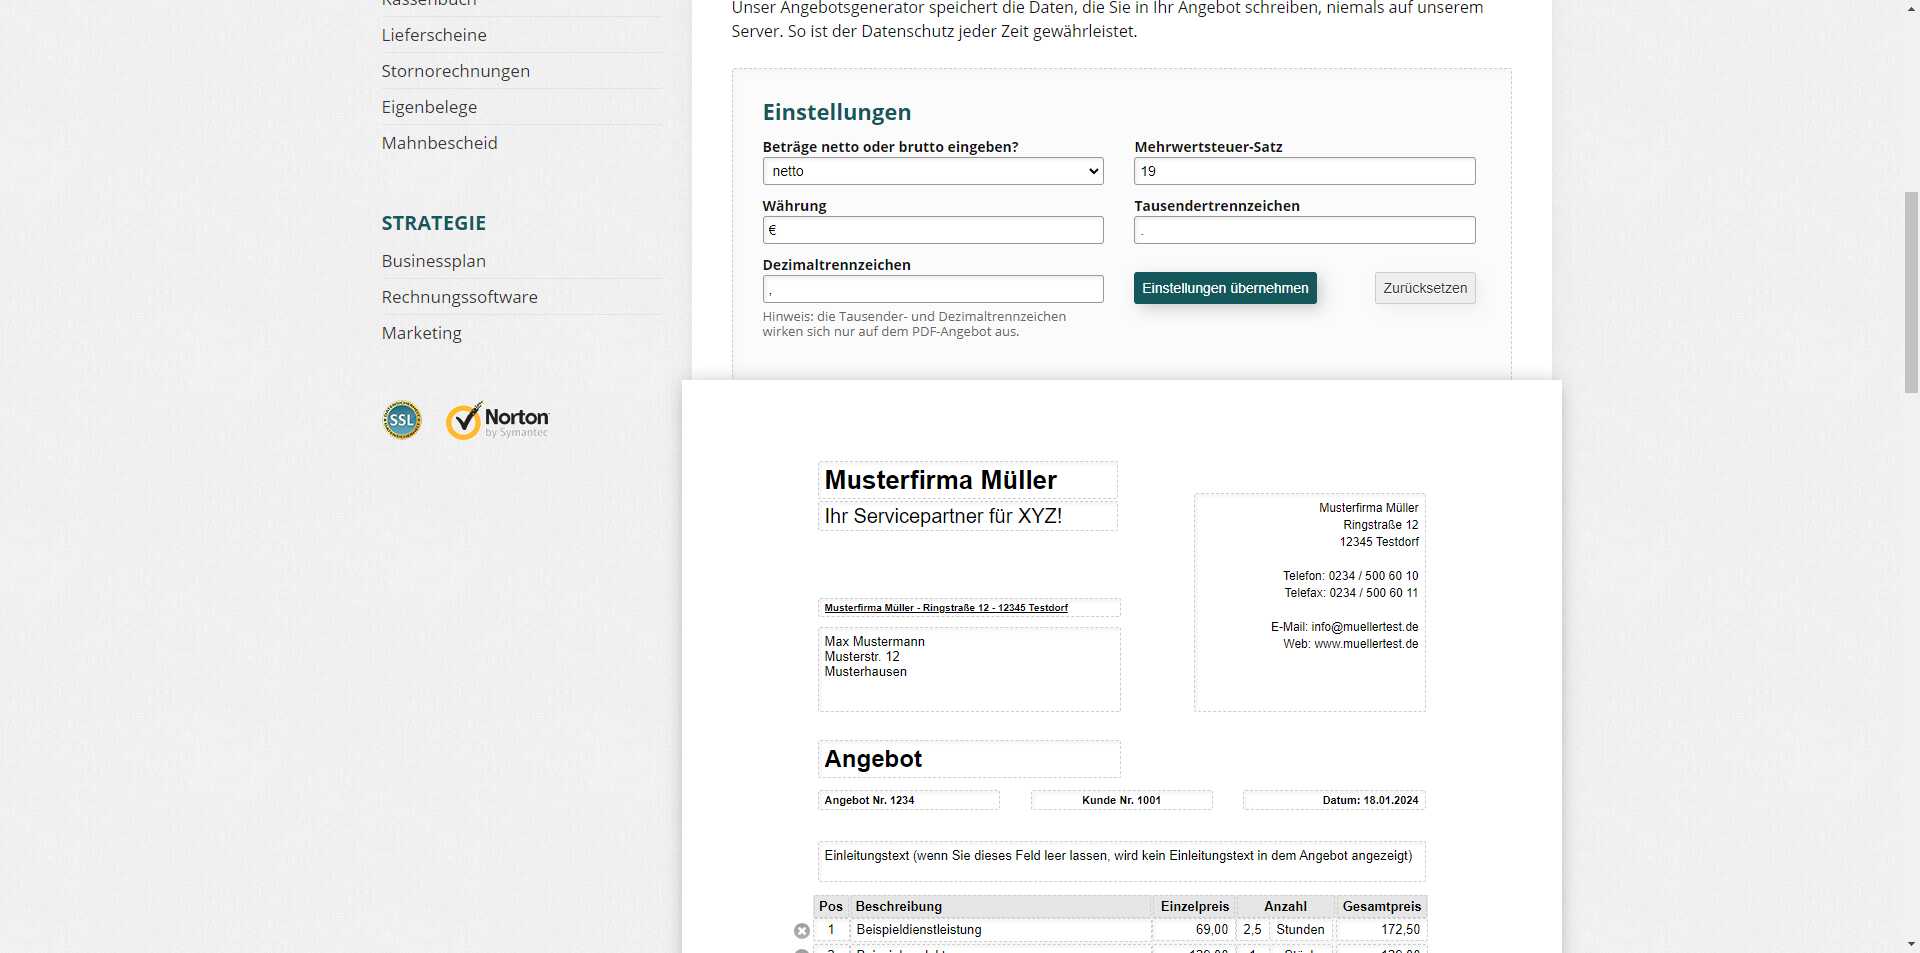 Kassenbuch
Lieferscheine
Stornorechnungen
Eigenbelege
Mahnbescheid
STRATEGIE
Businessplan
Rechnungssoftware
Marketing
SSL
Norton
by Symantec
Unser Angebotsgenerator speichert die Daten, die Sie in Ihr Angebot schreiben, niemals auf unserem
Server. So ist der Datenschutz jeder Zeit gewährleistet.
Einstellungen
Beträge netto oder brutto eingeben?
netto
Mehrwertsteuer-Satz
19
Währung
€
Tausendertrennzeichen
.
Dezimaltrennzeichen
,
Einstellungen übernehmen
Zurücksetzen
Hinweis: die Tausender- und Dezimaltrennzeichen
wirken sich nur auf dem PDF-Angebot aus.
Musterfirma Müller
Ihr Servicepartner für XYZ!
Musterfirma Müller
Ringstraße 12
12345 Testdorf
Telefon: 0234 / 500 60 10
Telefax: 0234 / 500 60 11
E-Mail: info@muellertest.de
Web: www.muellertest.de
Musterfirma Müller - Ringstraße 12 - 12345 Testdorf
Max Mustermann
Musterstr. 12
Musterhausen
Angebot
Angebot Nr. 1234 Kunde Nr. 1001 Datum: 18.01.2024
Einleitungstext (wenn Sie dieses Feld leer lassen, wird kein Einleitungstext in dem Angebot angezeigt)
Pos Beschreibung Einzelpreis Anzahl Gesamtpreis
1 Beispieldienstleistung 69,00 2,5 Stunden 172,50